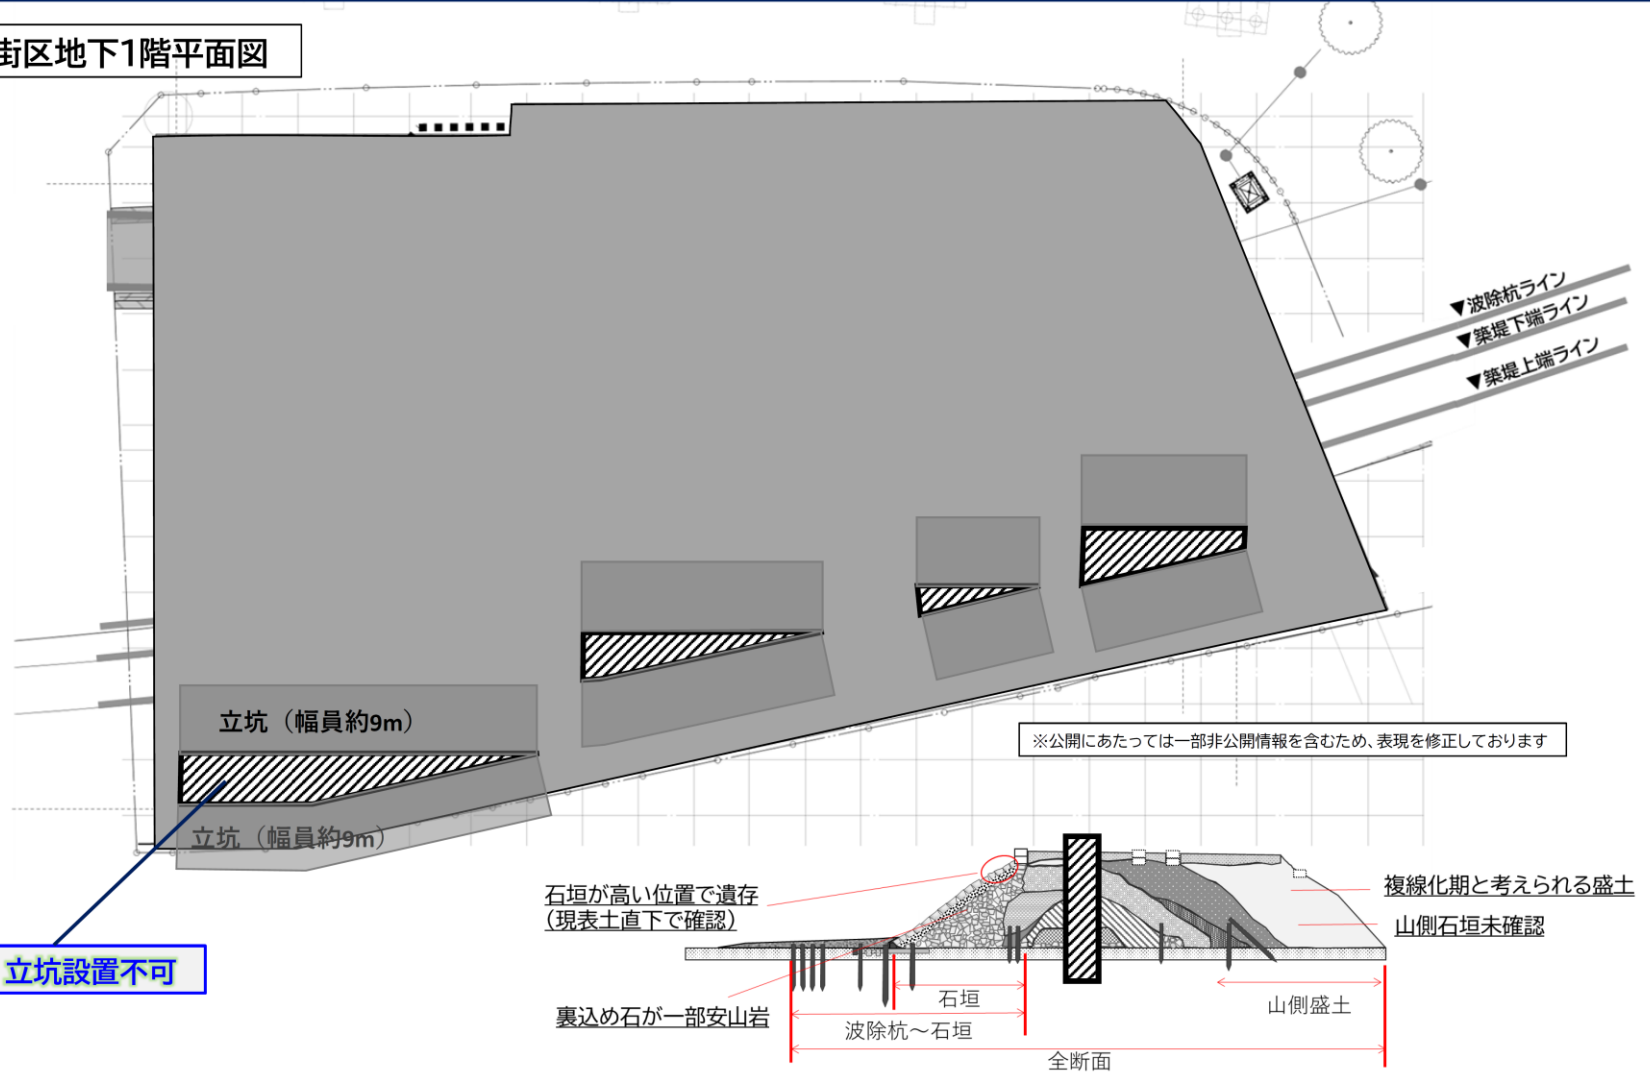 街区地下1階平面図
▼波除杭ライン
▼築堤下端ライン
▼築堤上端ライン
立坑（幅員約9m）
立坑（幅員約9m）
※公開にあたっては一部非公開情報を含むため、表現を修正しております
立坑設置不可
石垣が高い位置で遺存
（現表土直下で確認）
複線化期と考えられる盛土
山側石垣未確認
裏込め石が一部安山岩
石垣
山側盛土
波除杭～石垣
全断面